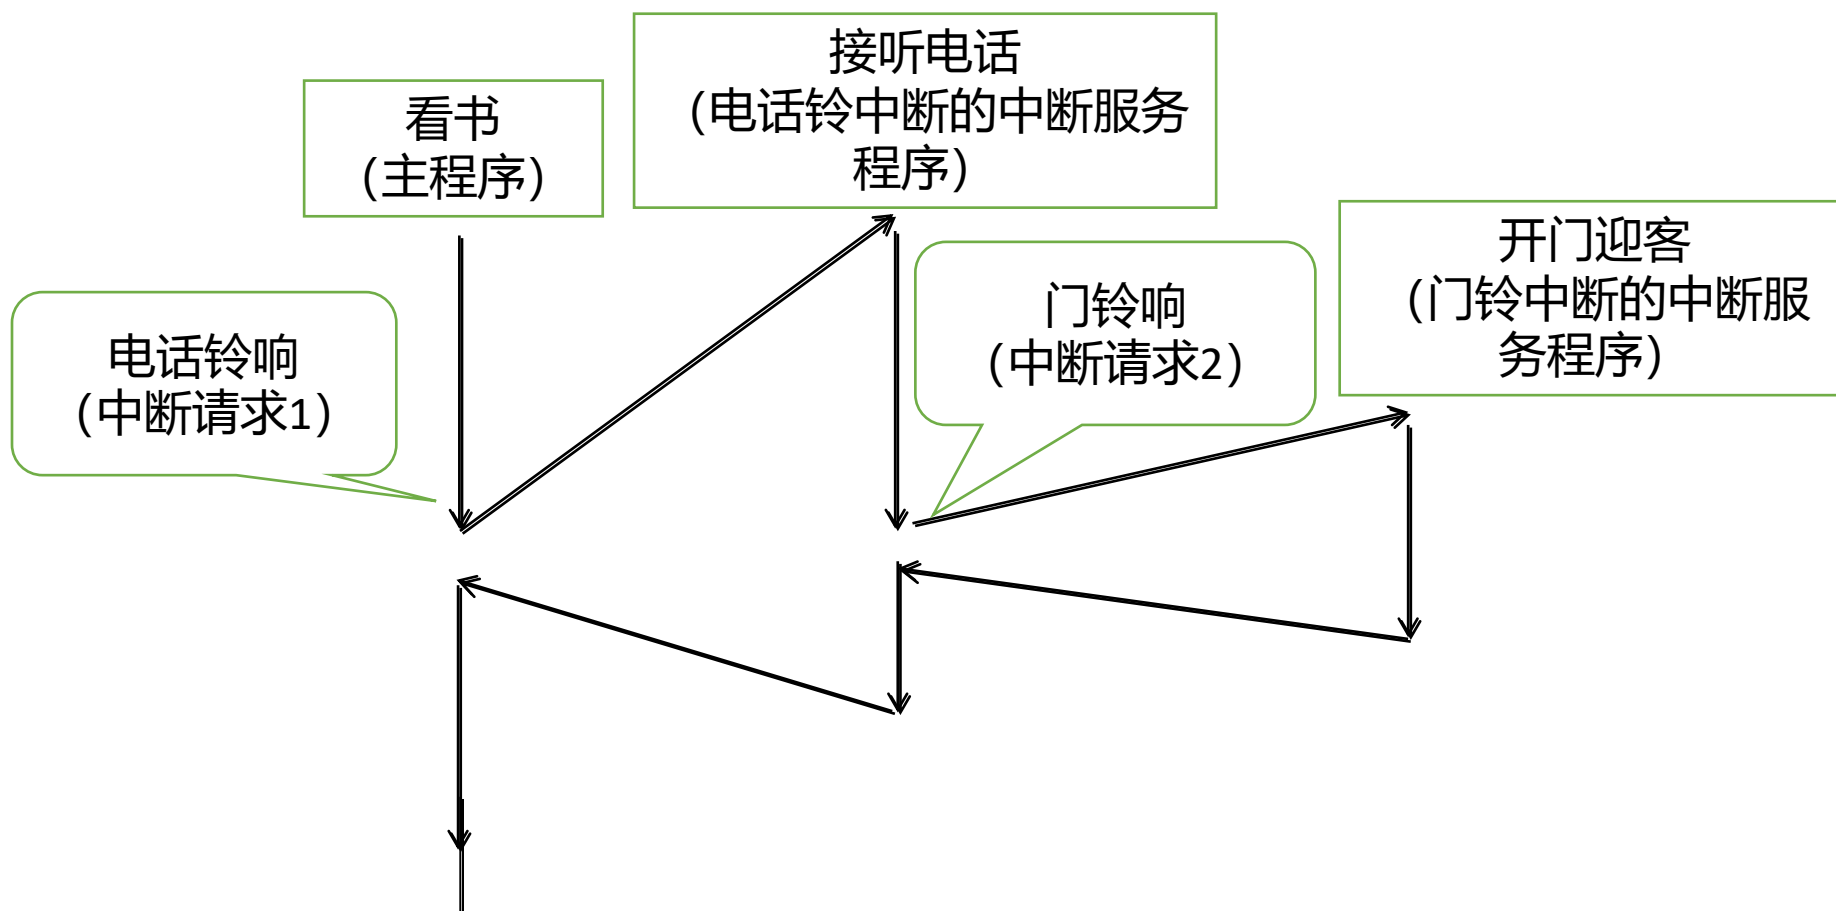 接听电话
(电话铃中断的中断服务
程序)
看书
(主程序)
开门迎客
(门铃中断的中断服
务程序)
门铃响
(中断请求2)
电话铃响
(中断请求1)